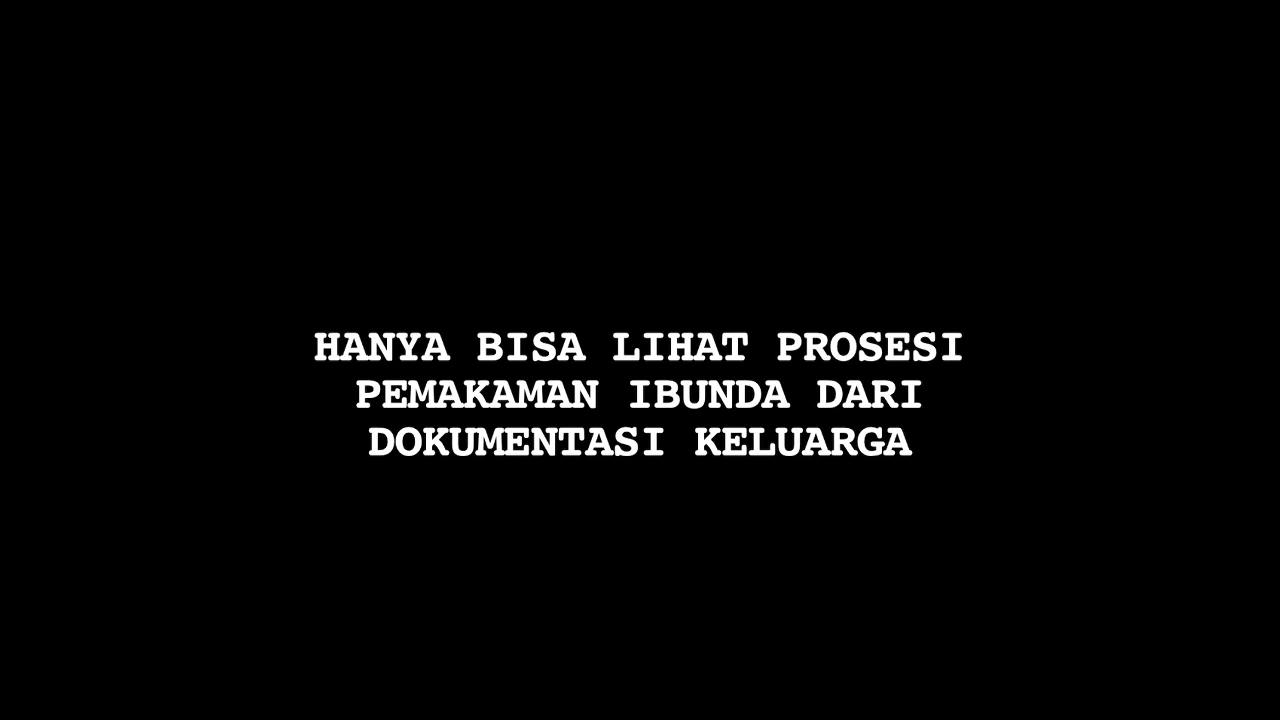 HANYA BISA LIHAT PROSESI
PEMAKAMAN IBUNDA DARI
DOKUMENTASI KELUARGA